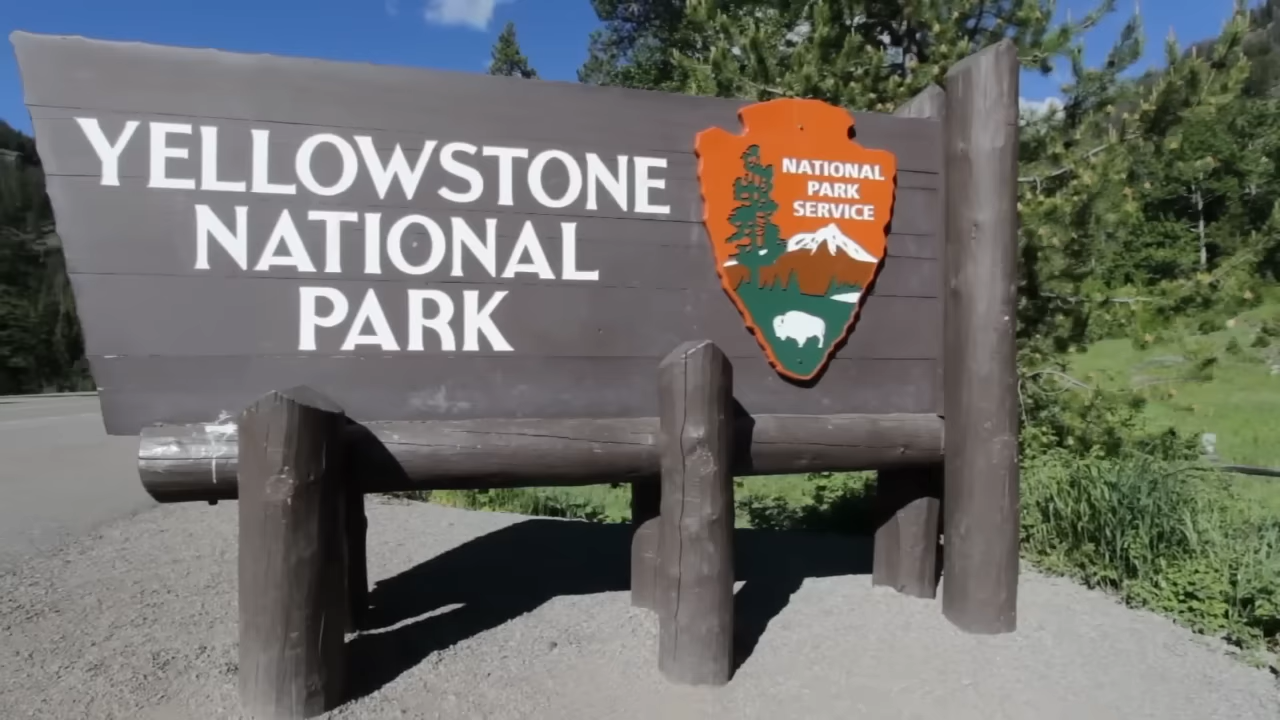 YELLOWSTONE
NATIONAL
PARK
NATIONAL
PARK
SERVICE